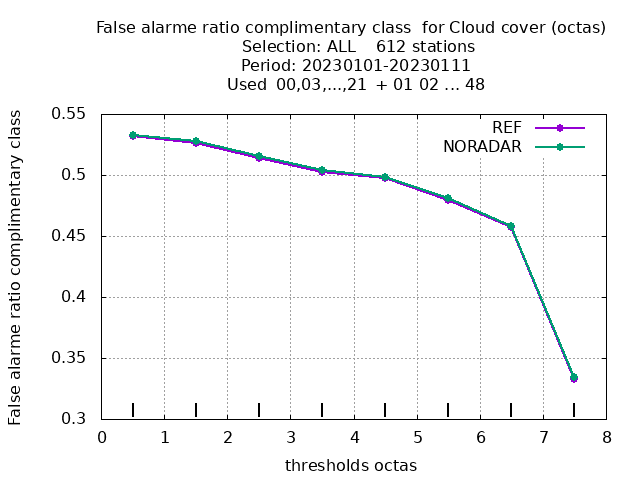 False alarme ratio complimentary class  for Cloud cover (octas)
Selection: ALL    612 stations
Period: 20230101-20230111
Used  00,03,...,21  + 01 02 ... 48
False alarme ratio complimentary class
0.55
0.5
0.45
0.4
0.35
0.3
REF
NORADAR
0 1 2 3 4 5 6 7 8
thresholds octas